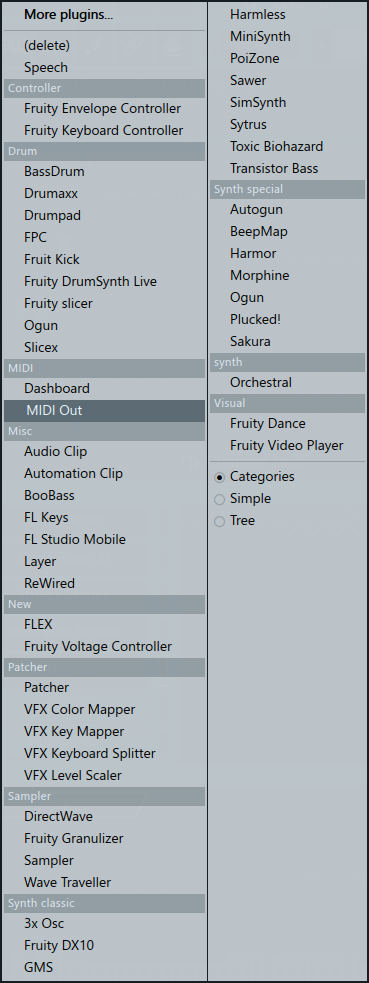 More plugins...
(delete)
Speech
Controller
Fruity Envelope Controller
Fruity Keyboard Controller
Drum
BassDrum
Drumaxx
Drumpad
FPC
Fruit Kick
Fruity DrumSynth Live
Fruity slicer
Ogun
Slicex
MIDI
Dashboard
MIDI Out
Misc
Audio Clip
Automation Clip
BooBass
FL Keys
FL Studio Mobile
Layer
ReWired
New
FLEX
Fruity Voltage Controller
Patcher
Patcher
VFX Color Mapper
VFX Key Mapper
VFX Keyboard Splitter
VFX Level Scaler
Sampler
DirectWave
Fruity Granulizer
Sampler
Wave Traveller
Synth classic
3x Osc
Fruity DX10
GMS
Harmless
MiniSynth
PoiZone
Sawer
SimSynth
Sytrus
Toxic Biohazard
Transistor Bass
Synth special
Autogun
BeepMap
Harmor
Morphine
Ogun
Plucked!
Sakura
synth
Orchestral
Visual
Fruity Dance
Fruity Video Player
Categories
Simple
Tree